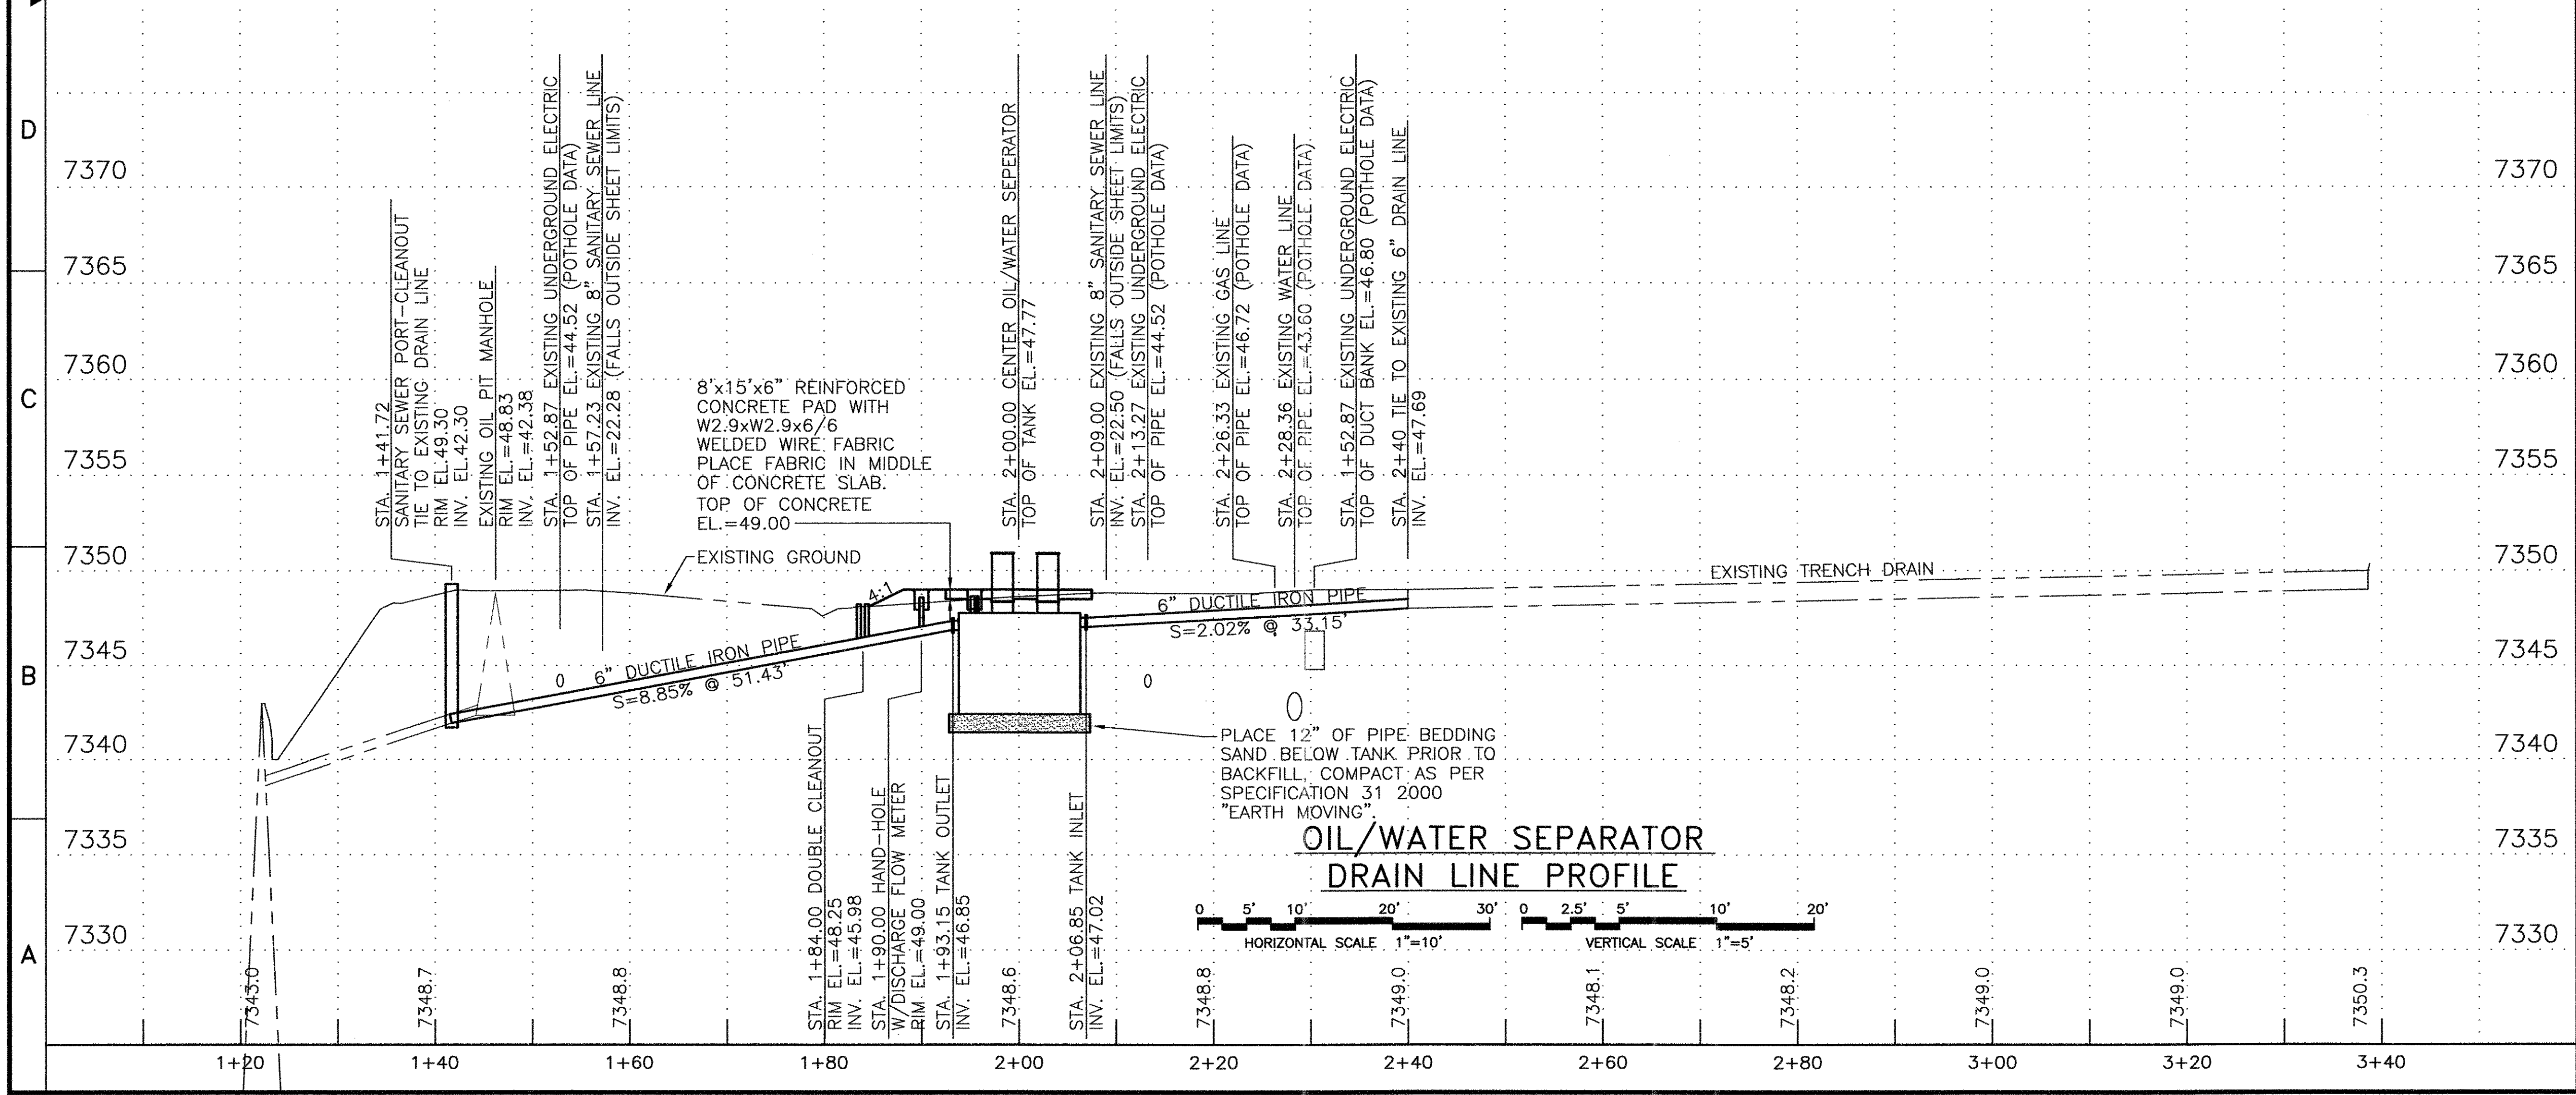 D
C
B
A
7370
7365
7360
7355
7350
7345
7340
7335
7330
7370
7365
7360
7355
7350
7345
7340
7335
7330
STA. 1+41.72
SANITARY SEWER PORT-CLEANOUT
TIE TO EXISTING DRAIN LINE
RIM EL.49.30
INV. EL.42.30
EXISTING OIL PIT MANHOLE
RIM EL.=48.83
INV. EL.=42.38
STA. 1+52.87 EXISTING UNDERGROUND ELECTRIC
TOP OF PIPE EL.=44.52 (POTHOLE DATA)
STA. 1+57.23 EXISTING 8" SANITARY SEWER LINE
INV. EL.=22.28 (FALLS OUTSIDE SHEET LIMITS)
8'x15'x6" REINFORCED
CONCRETE PAD WITH
W2.9xW2.9x6/6
WELDED WIRE FABRIC
PLACE FABRIC IN MIDDLE
OF CONCRETE SLAB.
TOP OF CONCRETE
EL.=49.00
STA. 2+00.00 CENTER OIL/WATER SEPERATOR
TOP OF TANK EL.=47.77
STA. 2+09.00 EXISTING 8" SANITARY SEWER LINE
INV. EL.=22.50 (FALLS OUTSIDE SHEET LIMITS)
STA. 2+13.27 EXISTING UNDERGROUND ELECTRIC
TOP OF PIPE EL.=44.52 (POTHOLE DATA)
STA. 2+26.33 EXISTING GAS LINE
TOP OF PIPE EL.=46.72 (POTHOLE DATA)
STA. 2+28.36 EXISTING WATER LINE
TOP OF PIPE EL.=43.60 (POTHOLE DATA)
STA. 1+52.87 EXISTING UNDERGROUND ELECTRIC
TOP OF DUCT BANK EL.=46.80 (POTHOLE DATA)
STA. 2+40 TIE TO EXISTING 6" DRAIN LINE
INV. EL.=47.69
EXISTING GROUND
4:1
EXISTING TRENCH DRAIN
6" DUCTILE IRON PIPE
S=8.85% @ 51.43'
6" DUCTILE IRON PIPE
S=2.02% @ 33.15'
PLACE 12" OF PIPE BEDDING
SAND BELOW TANK PRIOR TO
BACKFILL, COMPACT AS PER
SPECIFICATION 31 2000
"EARTH MOVING".
STA. 1+84.00 DOUBLE CLEANOUT
RIM EL.=48.25
INV. EL.=45.98
STA. 1+90.00 HAND-HOLE
W/DISCHARGE FLOW METER
RIM EL.=49.00
STA. 1+93.15 TANK OUTLET
INV. EL.=46.85
STA. 2+06.85 TANK INLET
INV. EL.=47.02
OIL/WATER SEPARATOR
DRAIN LINE PROFILE
0 5' 10' 20' 30'
HORIZONTAL SCALE 1"=10'
0 2.5' 5' 10' 20'
VERTICAL SCALE 1"=5'
7343.0
7348.7
7348.8
7348.6
7348.8
7349.0
7348.1
7348.2
7349.0
7349.0
7350.3
1+20 1+40 1+60 1+80 2+00 2+20 2+40 2+60 2+80 3+00 3+20 3+40